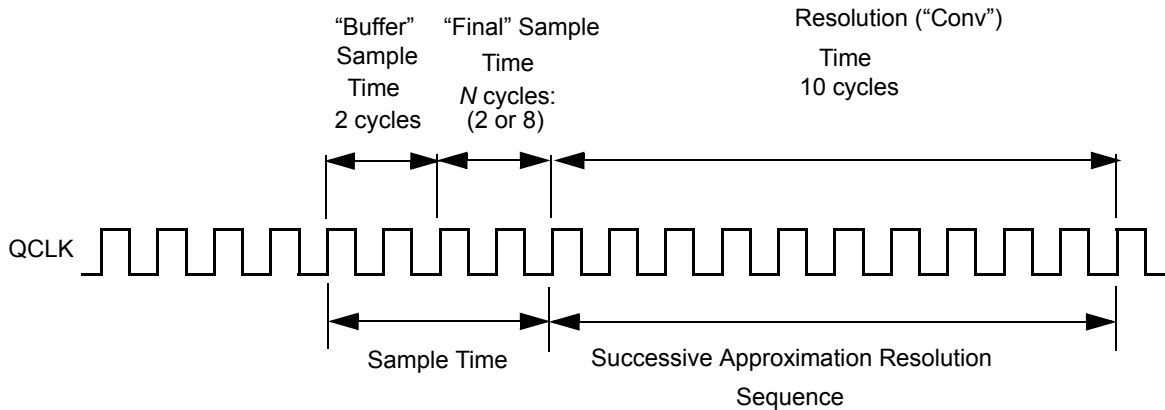 “Buffer”
Sample
Time
2 cycles
“Final” Sample
Time
N cycles:
(2 or 8)
Resolution (“Conv”)
Time
10 cycles
QCLK
Sample Time
Successive Approximation Resolution
Sequence